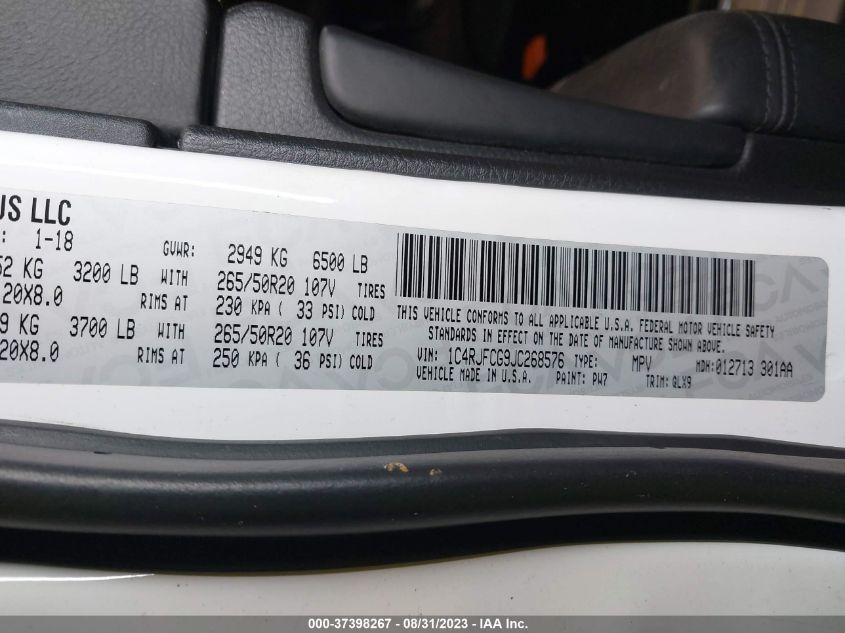 US LLC
: 1-18 GVWR: 2949 KG 6500 LB
52 KG 3200 LB WITH 265/50R20 107V TIRES
20X8.0 RIMS AT 230 KPA ( 33 PSI) COLD
9 KG 3700 LB WITH 265/50R20 107V TIRES
20X8.0 RIMS AT 250 KPA ( 36 PSI) COLD
THIS VEHICLE CONFORMS TO ALL APPLICABLE U.S.A. FEDERAL MOTOR VEHICLE SAFETY
STANDARDS IN EFFECT ON THE DATE OF MANUFACTURE SHOWN ABOVE.
VIN: 1C4RJFCG9JC268576 TYPE: MPV MDH:012713 301AA
VEHICLE MADE IN U.S.A. PAINT: PW7 TRIM: QLX9
000-37398267 - 08/31/2023 - IAA Inc.